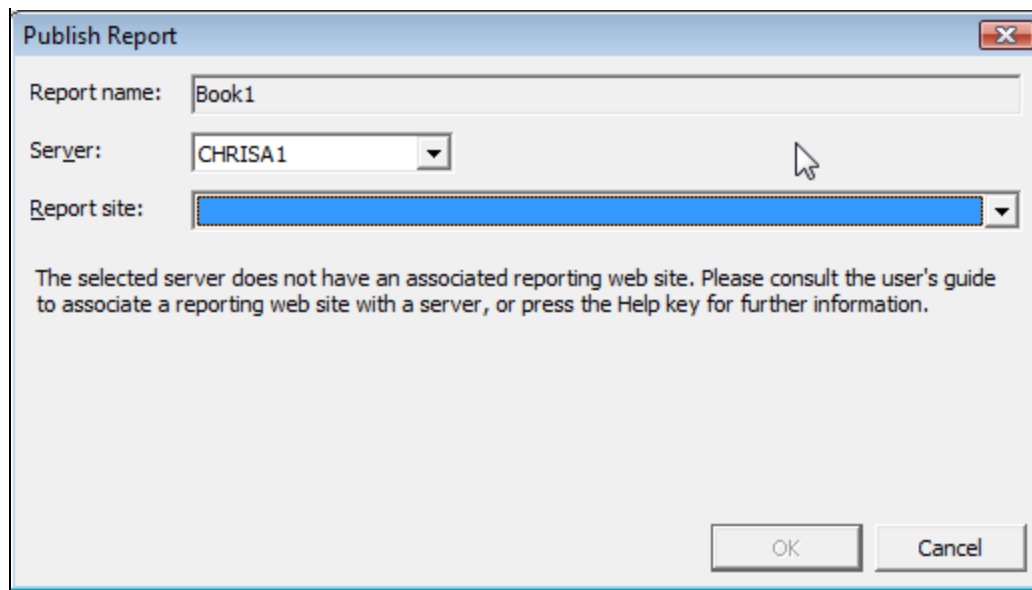 Publish Report
Report name: Book1
Server: CHRISA1
Report site:
The selected server does not have an associated reporting web site. Please consult the user's guide
to associate a reporting web site with a server, or press the Help key for further information.
OK Cancel